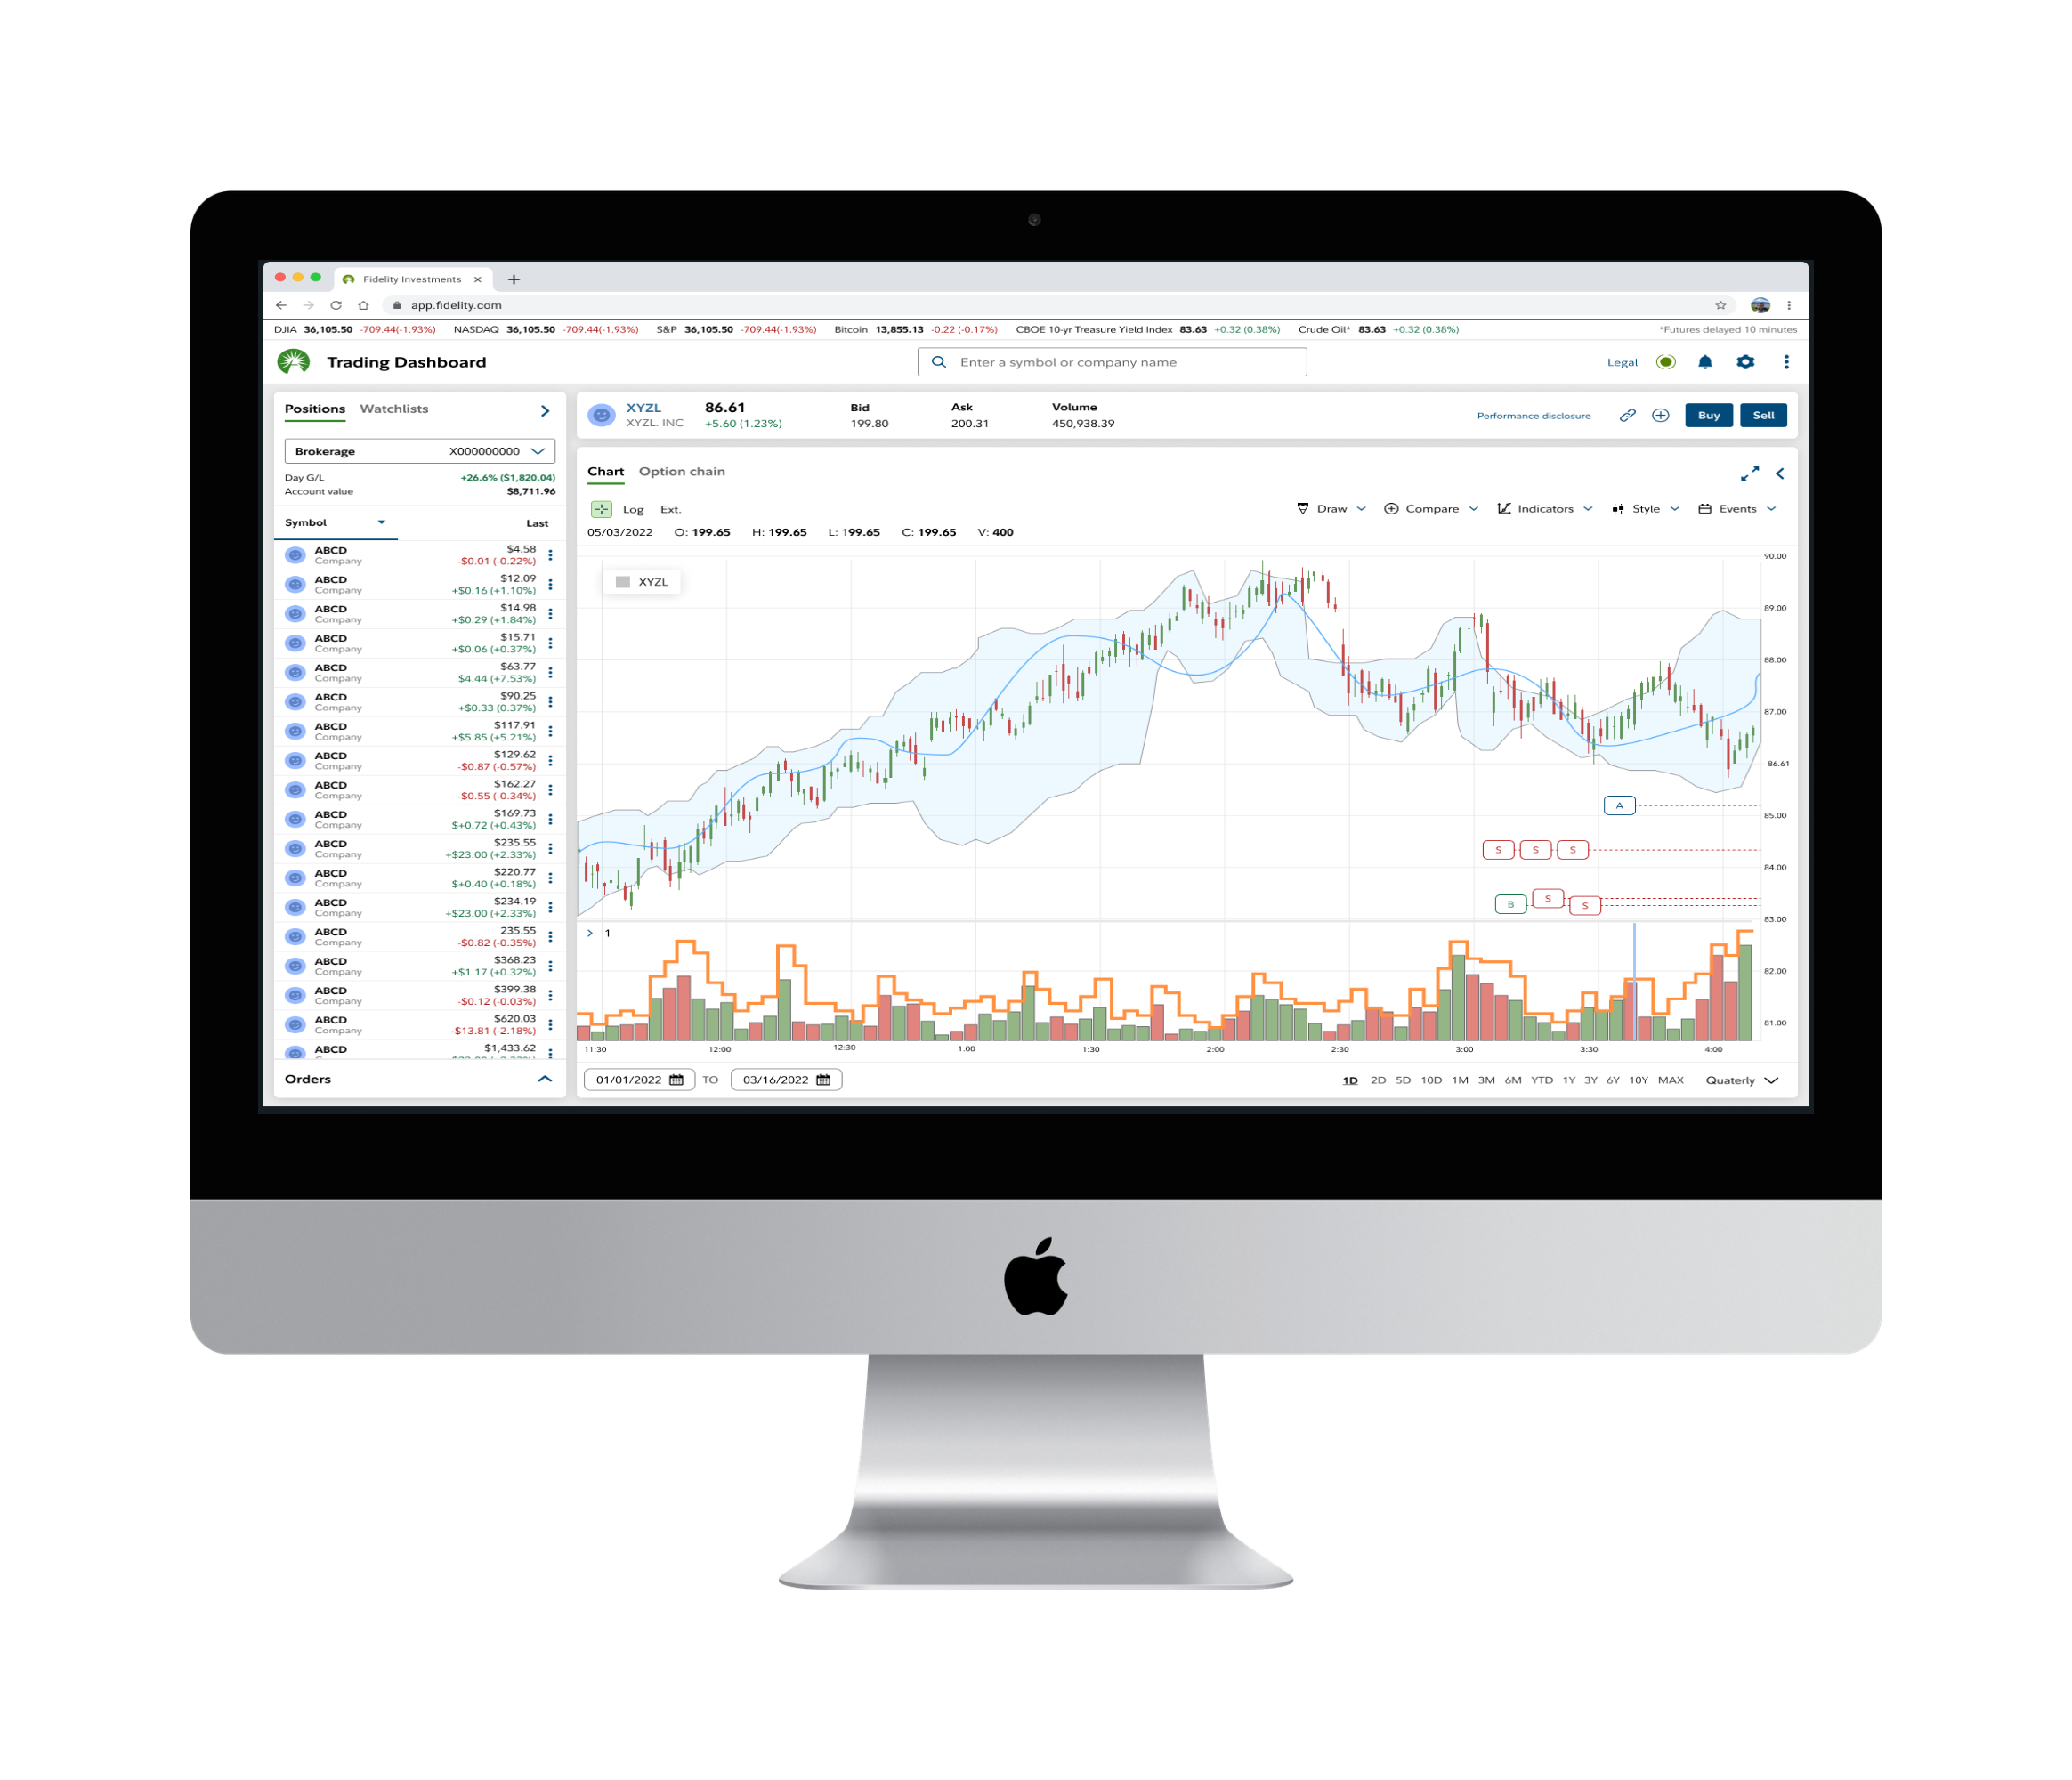 Fidelity Investments
app.fidelity.com
DJIA 36,105.50 -709.44(-1.93%) NASDAQ 36,105.50 -709.44(-1.93%) S&P 36,105.50 -709.44(-1.93%) Bitcoin 13,855.13 -0.22 (-0.17%) CBOE 10-yr Treasure Yield Index 83.63 +0.32 (0.38%) Crude Oil* 83.63 +0.32 (0.38%) *Futures delayed 10 minutes
Trading Dashboard Enter a symbol or company name Legal
Positions Watchlists
Brokerage X000000000
Day G/L +26.6% ($1,820.04)
Account value $8,711.96
Symbol Last
ABCD $4.58
Company -$0.01 (-0.22%)
ABCD $12.09
Company +$0.16 (+1.10%)
ABCD $14.98
Company +$0.29 (+1.84%)
ABCD $15.71
Company +$0.06 (+0.37%)
ABCD $63.77
Company $4.44 (+7.53%)
ABCD $90.25
Company +$0.33 (0.37%)
ABCD $117.91
Company +$5.85 (+5.21%)
ABCD $129.62
Company -$0.87 (-0.57%)
ABCD $162.27
Company -$0.55 (-0.34%)
ABCD $169.73
Company $+0.72 (+0.43%)
ABCD $235.55
Company +$23.00 (+2.33%)
ABCD $220.77
Company $+0.40 (+0.18%)
ABCD $234.19
Company +$23.00 (+2.33%)
ABCD 235.55
Company -$0.82 (-0.35%)
ABCD $368.23
Company +$1.17 (+0.32%)
ABCD $399.38
Company -$0.12 (-0.03%)
ABCD $620.03
Company -$13.81 (-2.18%)
ABCD $1,433.62
Orders
XYZL 86.61 Bid Ask Volume
XYZL. INC +5.60 (1.23%) 199.80 200.31 450,938.39
Performance disclosure Buy Sell
Chart Option chain
Log Ext. Draw Compare Indicators Style Events
05/03/2022 O: 199.65 H: 199.65 L: 199.65 C: 199.65 V: 400
XYZL
90.00
89.00
88.00
87.00
86.61
A
85.00
S S S
84.00
B S S
83.00
1
82.00
81.00
11:30 12:00 12:30 1:00 1:30 2:00 2:30 3:00 3:30 4:00
01/01/2022 TO 03/16/2022 1D 2D 5D 10D 1M 3M 6M YTD 1Y 3Y 6Y 10Y MAX Quaterly